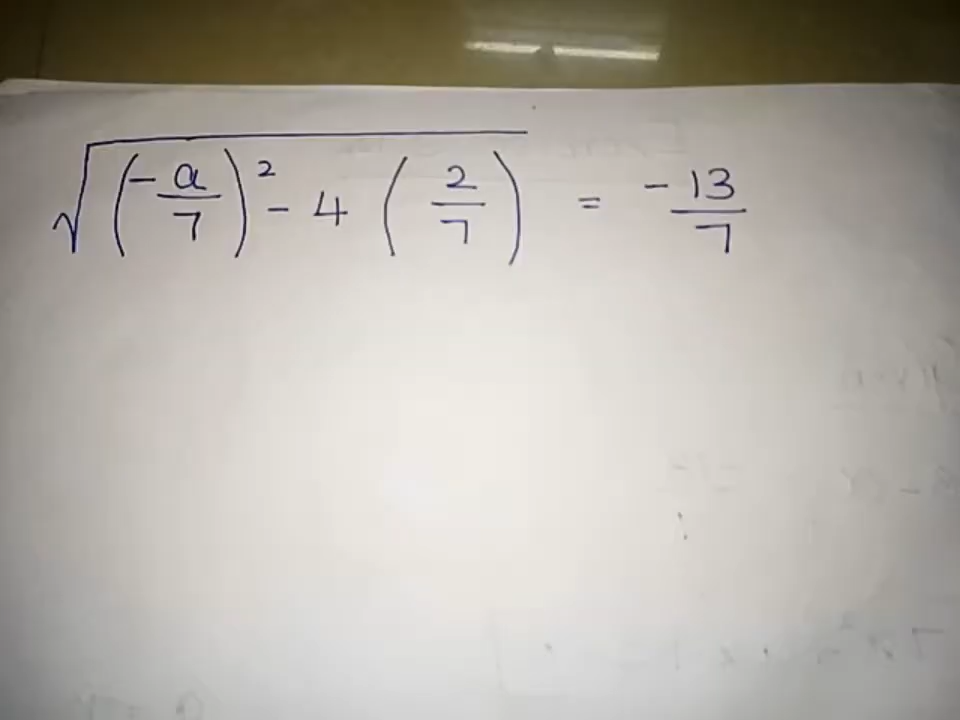 √((-a/7)² - 4(2/7)) = -13/7